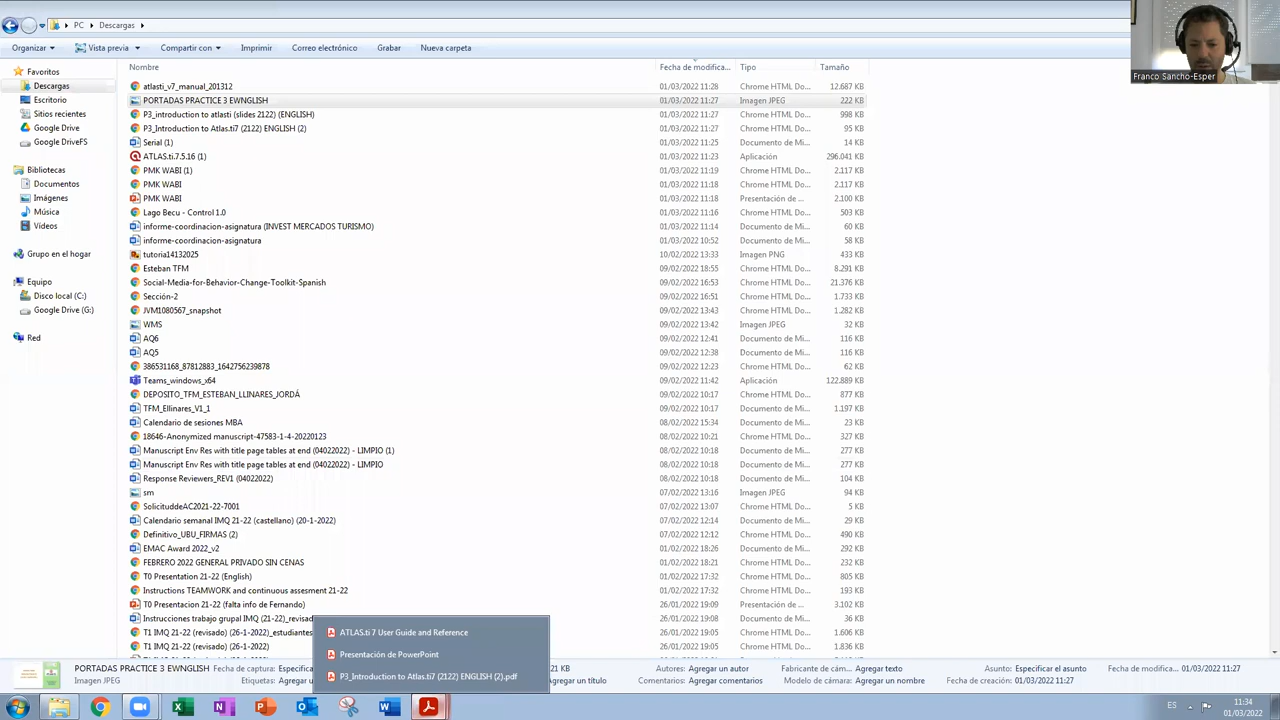 PC ▸ Descargas ▸
Organizar ▾ Vista previa ▾ Compartir con ▾ Imprimir Correo electrónico Grabar Nueva carpeta
Franco Sancho-Esper
Favoritos
Descargas
Escritorio
Sitios recientes
Google Drive
Google DriveFS
Bibliotecas
Documentos
Imágenes
Música
Vídeos
Grupo en el hogar
Equipo
Disco local (C:)
Google Drive (G:)
Red
Nombre Fecha de modifica... Tipo Tamaño
atlasti_v7_manual_201312 01/03/2022 11:28 Chrome HTML Do... 12.687 KB
PORTADAS PRACTICE 3 EWNGLISH 01/03/2022 11:27 Imagen JPEG 222 KB
P3_introduction to atlasti (slides 2122) (ENGLISH) 01/03/2022 11:27 Chrome HTML Do... 998 KB
P3_Introduction to Atlas.ti7 (2122) ENGLISH (2) 01/03/2022 11:27 Chrome HTML Do... 95 KB
Serial (1) 01/03/2022 11:27 Documento de Mi... 14 KB
ATLAS.ti.7.5.16 (1) 01/03/2022 11:23 Aplicación 296.041 KB
PMK WABI (1) 01/03/2022 11:19 Chrome HTML Do... 2.117 KB
PMK WABI 01/03/2022 11:18 Chrome HTML Do... 2.117 KB
PMK WABI 01/03/2022 11:18 Presentación de ... 2.100 KB
Lago Becu - Control 1.0 01/03/2022 11:16 Chrome HTML Do... 503 KB
informe-coordinacion-asignatura (INVEST MERCADOS TURISMO) 01/03/2022 11:14 Documento de Mi... 60 KB
informe-coordinacion-asignatura 01/03/2022 10:52 Documento de Mi... 58 KB
tutoria14132025 10/02/2022 13:33 Imagen PNG 433 KB
Esteban TFM 09/02/2022 18:55 Chrome HTML Do... 8.291 KB
Social-Media-for-Behavior-Change-Toolkit-Spanish 09/02/2022 16:53 Chrome HTML Do... 21.376 KB
Sección-2 09/02/2022 16:51 Chrome HTML Do... 1.733 KB
JVM1080567_snapshot 09/02/2022 13:43 Chrome HTML Do... 1.282 KB
WMS 09/02/2022 13:42 Imagen JPEG 32 KB
AQ6 09/02/2022 12:41 Documento de Mi... 116 KB
AQ5 09/02/2022 12:38 Documento de Mi... 116 KB
386531168_87812883_1642756239878 09/02/2022 12:23 Chrome HTML Do... 62 KB
Teams_windows_x64 09/02/2022 11:42 Aplicación 122.889 KB
DEPOSITO_TFM_ESTEBAN_LLINARES_JORDÁ 09/02/2022 10:17 Chrome HTML Do... 877 KB
TFM_Ellinares_V1_1 09/02/2022 10:17 Documento de Mi... 1.197 KB
Calendario de sesiones MBA 08/02/2022 15:34 Documento de Mi... 23 KB
18646-Anonymized manuscript-47583-1-4-20220123 08/02/2022 10:21 Chrome HTML Do... 327 KB
Manuscript Env Res with title page tables at end (04022022) - LIMPIO (1) 08/02/2022 10:18 Documento de Mi... 277 KB
Manuscript Env Res with title page tables at end (04022022) - LIMPIO 08/02/2022 10:18 Documento de Mi... 277 KB
Response Reviewers_REV1 (04022022) 08/02/2022 10:18 Documento de Mi... 104 KB
sm 07/02/2022 13:16 Imagen JPEG 94 KB
SolicituddeAC2021-22-7001 07/02/2022 13:07 Chrome HTML Do... 5 KB
Calendario semanal IMQ 21-22 (castellano) (20-1-2022) 07/02/2022 12:14 Documento de Mi... 29 KB
Definitivo_UBU_FIRMAS (2) 07/02/2022 12:12 Chrome HTML Do... 490 KB
EMAC Award 2022_v2 01/02/2022 18:26 Documento de Mi... 292 KB
FEBRERO 2022 GENERAL PRIVADO SIN CENAS 01/02/2022 18:21 Chrome HTML Do... 232 KB
T0 Presentation 21-22 (English) 01/02/2022 17:32 Chrome HTML Do... 805 KB
Instructions TEAMWORK and continuous assesment 21-22 01/02/2022 17:32 Chrome HTML Do... 193 KB
T0 Presentacion 21-22 (falta info de Fernando) 26/01/2022 19:09 Presentación de ... 3.102 KB
Instrucciones trabajo grupal IMQ (21-22)_revisad 26/01/2022 19:09 Documento de Mi... 36 KB
T1 IMQ 21-22 (revisado) (26-1-2022)_estudiantes 26/01/2022 19:05 Chrome HTML Do... 1.606 KB
T1 IMQ 21-22 (revisado) (26-1-2022) 26/01/2022 19:05 Chrome HTML Do... 1.644 KB
ATLAS.ti 7 User Guide and Reference
Presentación de PowerPoint
P3_Introduction to Atlas.ti7 (2122) ENGLISH (2).pdf
PORTADAS PRACTICE 3 EWNGLISH Fecha de captura: Especifica 21 KB Autores: Agregar un autor Fabricante de cáma... Agregar texto Asunto: Especificar el asunto Fecha de modifica... 01/03/2022 11:27
Imagen JPEG Etiquetas: Agregar u gregar un título Comentarios: Agregar comentarios Modelo de cámara: Agregar un nombre Fecha de creación: 01/03/2022 11:27
ES 11:34
01/03/2022